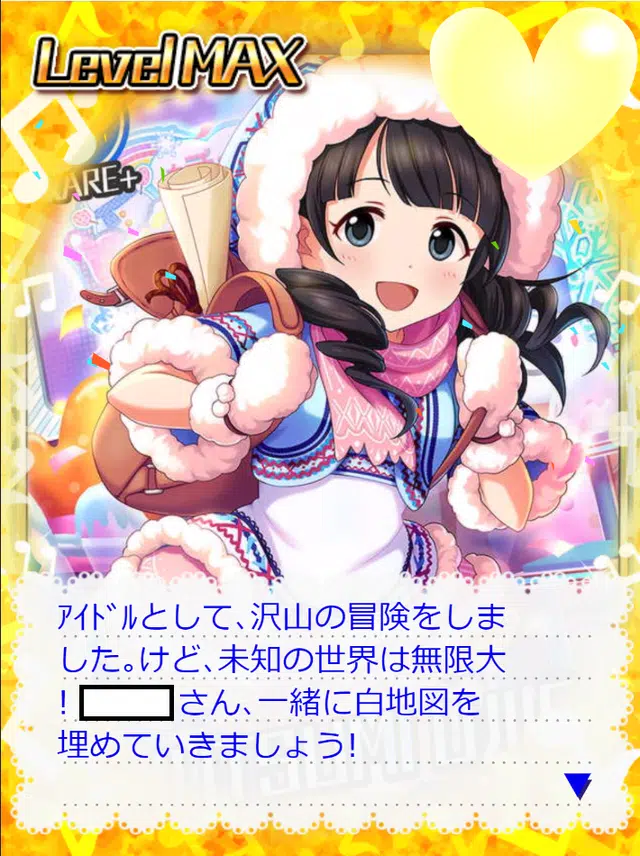 Level MAX
ARE+
ｱｲﾄﾞﾙとして､沢山の冒険をしま
した｡けど､未知の世界は無限大
! さん､一緒に白地図を
埋めていきましょう!